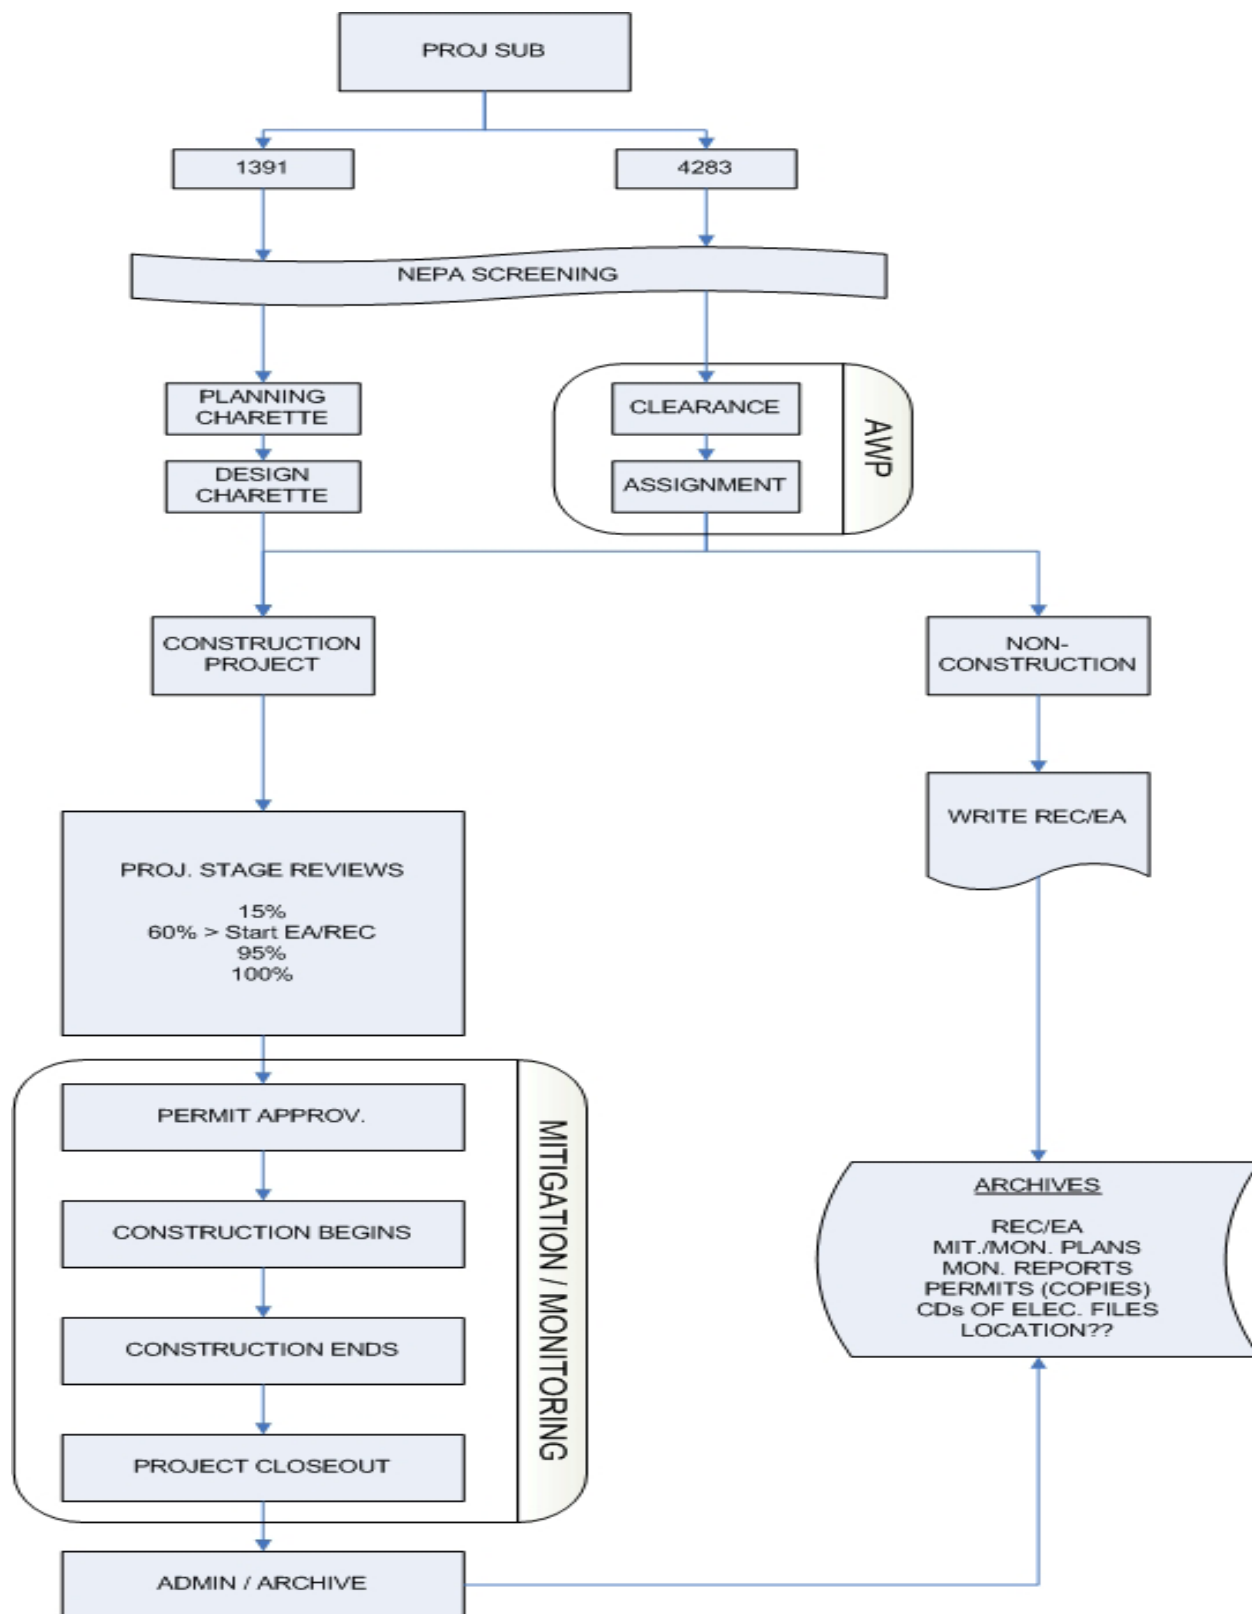 PROJ SUB
1391
4283
NEPA SCREENING
PLANNING
CHARETTE
DESIGN
CHARETTE
CLEARANCE
ASSIGNMENT
AWP
CONSTRUCTION
PROJECT
NON-
CONSTRUCTION
WRITE REC/EA
PROJ. STAGE REVIEWS
15%
60% > Start EA/REC
95%
100%
PERMIT APPROV.
CONSTRUCTION BEGINS
CONSTRUCTION ENDS
PROJECT CLOSEOUT
MITIGATION / MONITORING
ADMIN / ARCHIVE
ARCHIVES
REC/EA
MIT./MON. PLANS
MON. REPORTS
PERMITS (COPIES)
CDs OF ELEC. FILES
LOCATION??